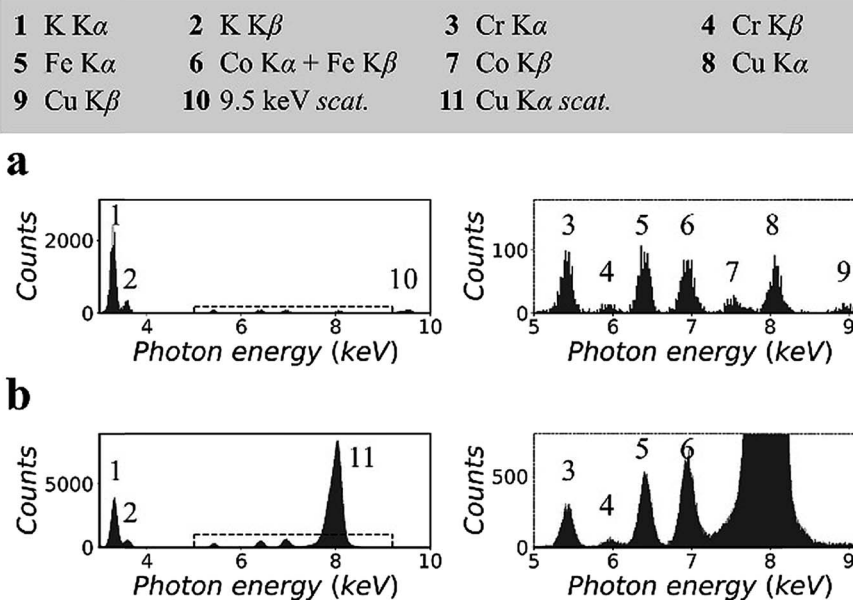 1 K Kα 2 K Kβ 3 Cr Kα 4 Cr Kβ
5 Fe Kα 6 Co Kα + Fe Kβ 7 Co Kβ 8 Cu Kα
9 Cu Kβ 10 9.5 keV scat. 11 Cu Kα scat.
a
Counts
2000
0
1
2
10
4 6 8 10
Photon energy (keV)
Counts
100
0
3 4 5 6 7 8 9
5 6 7 8 9
Photon energy (keV)
b
Counts
5000
0
1
2
11
4 6 8 10
Photon energy (keV)
Counts
500
0
3 4 5 6
5 6 7 8 9
Photon energy (keV)